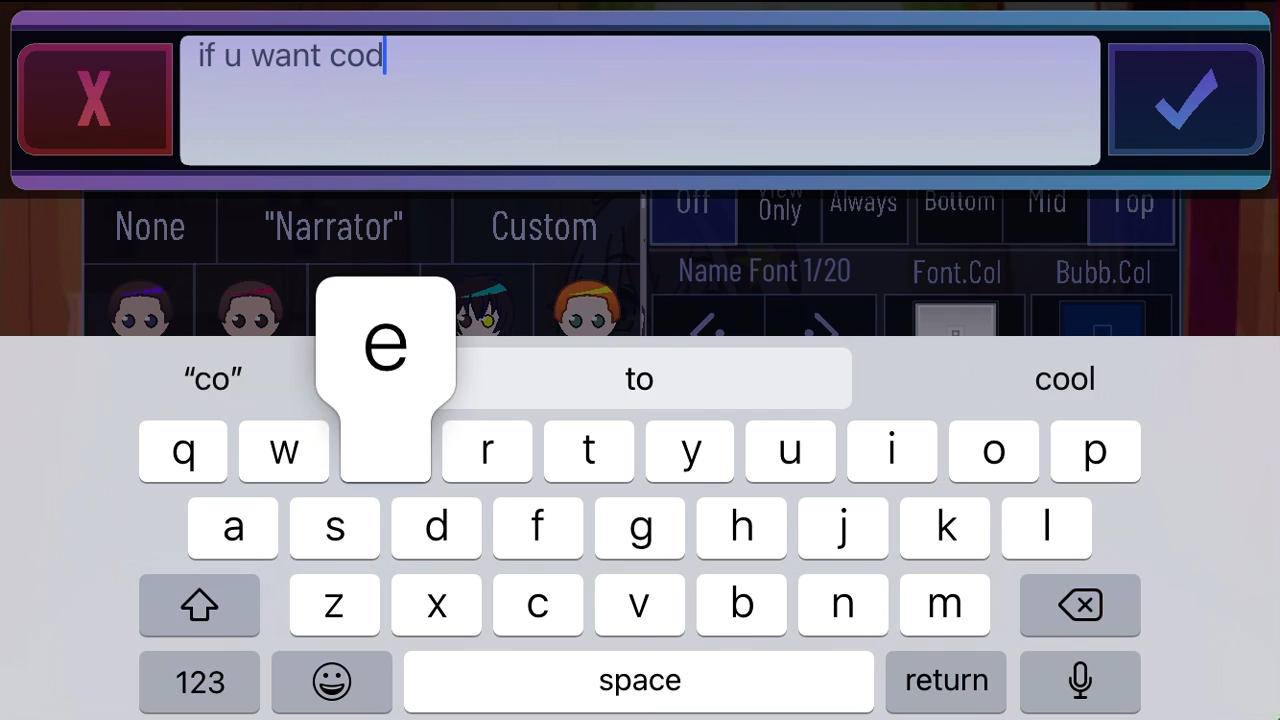 if u want cod
X
Off
View Only
Always
Bottom
Mid
Top
None
"Narrator"
Custom
Name Font 1/20
Font.Col
Bubb.Col
e
“co”
to
cool
q w r t y u i o p
a s d f g h j k l
z x c v b n m
123
space
return